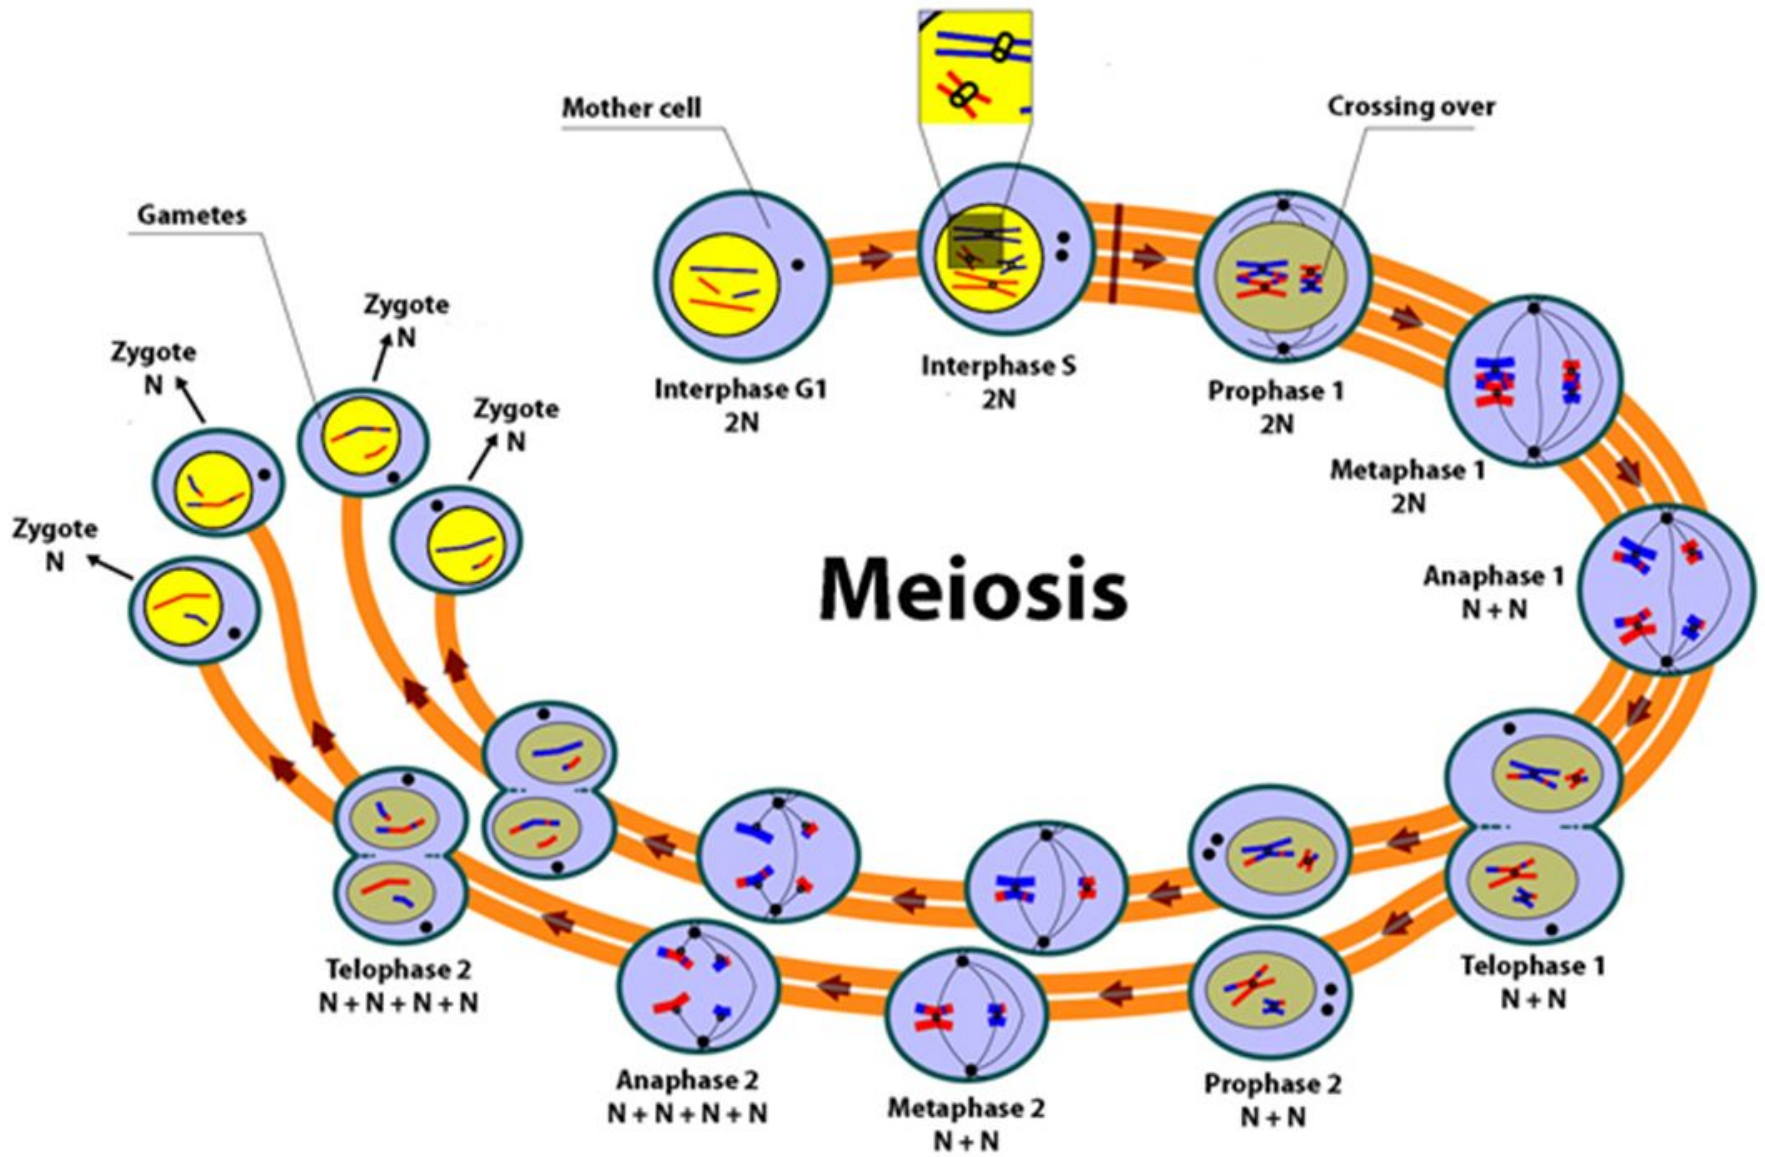 Mother cell
Crossing over
Gametes
Interphase G1
2N
Interphase S
2N
Prophase 1
2N
Metaphase 1
2N
Anaphase 1
N + N
Telophase 1
N + N
Prophase 2
N + N
Metaphase 2
N + N
Anaphase 2
N + N + N + N
Telophase 2
N + N + N + N
Zygote
N
Zygote
N
Zygote
N
Zygote
N
Meiosis